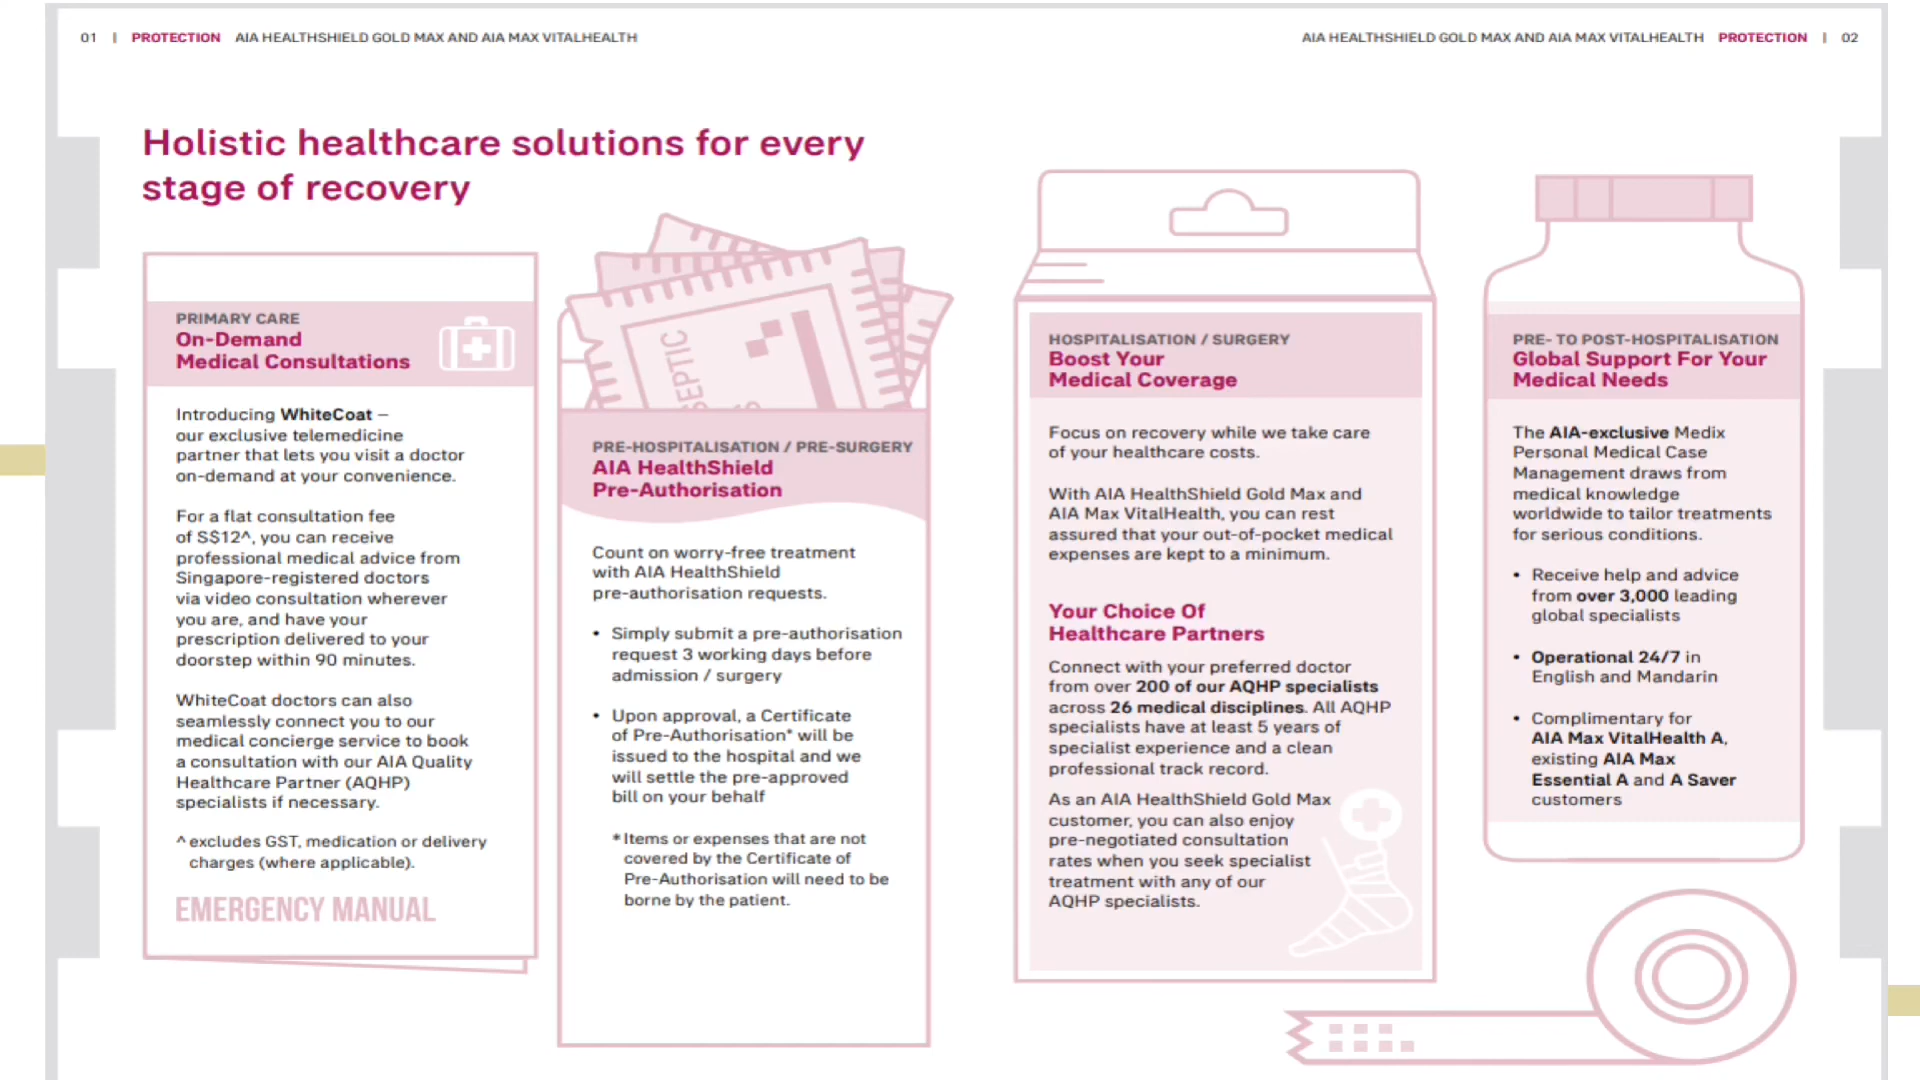 01 | PROTECTION AIA HEALTHSHIELD GOLD MAX AND AIA MAX VITALHEALTH
AIA HEALTHSHIELD GOLD MAX AND AIA MAX VITALHEALTH PROTECTION | 02
Holistic healthcare solutions for every
stage of recovery
PRIMARY CARE
On-Demand
Medical Consultations
Introducing WhiteCoat –
our exclusive telemedicine
partner that lets you visit a doctor
on-demand at your convenience.
For a flat consultation fee
of S$12^, you can receive
professional medical advice from
Singapore-registered doctors
via video consultation wherever
you are, and have your
prescription delivered to your
doorstep within 90 minutes.
WhiteCoat doctors can also
seamlessly connect you to our
medical concierge service to book
a consultation with our AIA Quality
Healthcare Partner (AQHP)
specialists if necessary.
^ excludes GST, medication or delivery
charges (where applicable).
EMERGENCY MANUAL
SEPTIC
PRE-HOSPITALISATION / PRE-SURGERY
AIA HealthShield
Pre-Authorisation
Count on worry-free treatment
with AIA HealthShield
pre-authorisation requests.
• Simply submit a pre-authorisation
request 3 working days before
admission / surgery
• Upon approval, a Certificate
of Pre-Authorisation* will be
issued to the hospital and we
will settle the pre-approved
bill on your behalf
* Items or expenses that are not
covered by the Certificate of
Pre-Authorisation will need to be
borne by the patient.
HOSPITALISATION / SURGERY
Boost Your
Medical Coverage
Focus on recovery while we take care
of your healthcare costs.
With AIA HealthShield Gold Max and
AIA Max VitalHealth, you can rest
assured that your out-of-pocket medical
expenses are kept to a minimum.
Your Choice Of
Healthcare Partners
Connect with your preferred doctor
from over 200 of our AQHP specialists
across 26 medical disciplines. All AQHP
specialists have at least 5 years of
specialist experience and a clean
professional track record.
As an AIA HealthShield Gold Max
customer, you can also enjoy
pre-negotiated consultation
rates when you seek specialist
treatment with any of our
AQHP specialists.
PRE- TO POST-HOSPITALISATION
Global Support For Your
Medical Needs
The AIA-exclusive Medix
Personal Medical Case
Management draws from
medical knowledge
worldwide to tailor treatments
for serious conditions.
• Receive help and advice
from over 3,000 leading
global specialists
• Operational 24/7 in
English and Mandarin
• Complimentary for
AIA Max VitalHealth A,
existing AIA Max
Essential A and A Saver
customers